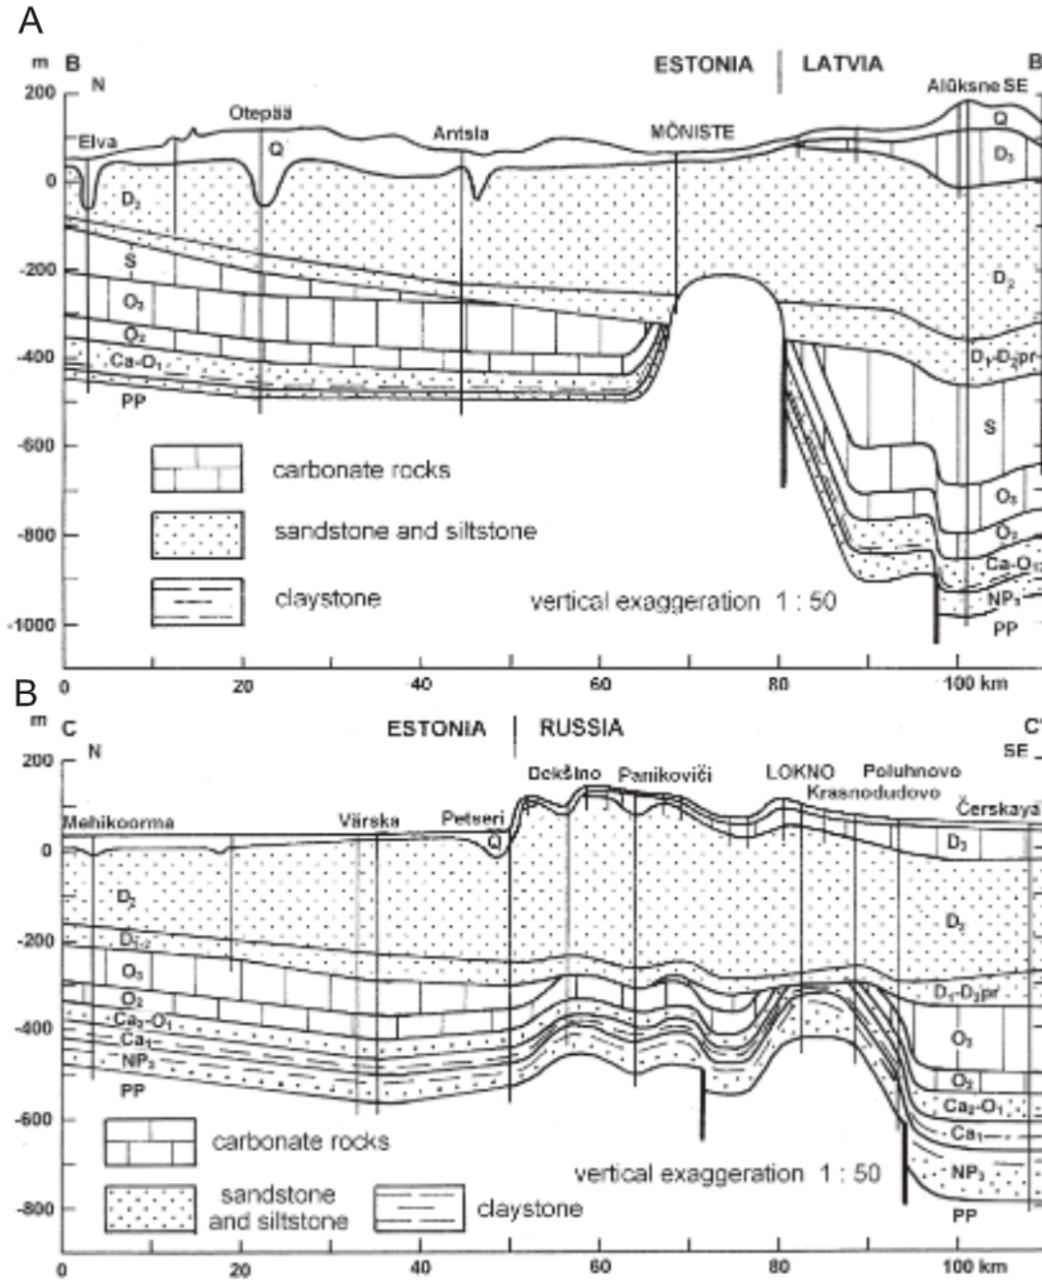 A
m B ESTONIA LATVIA B
N
200 Alūksne SE
Otepää Q
Elva Q Antsla MÕNISTE D₃
0
D₂
-200 S D₂
O₃
O₂
-400 Ca-O₁ D₁-D₂pr
PP S
-600 carbonate rocks
O₃
-800 sandstone and siltstone O₂
Ca-O₁
claystone vertical exaggeration 1 : 50 NP₃
-1000 PP
0 20 40 60 80 100 km
B
m C ESTONIA RUSSIA C'
N SE
200 Dekšino Panikoviči LOKNO Poluhnovo
Krasnodudovo
Mehikoorma Värska Petseri Čerskaya
0 Q D₃
D₂ D₂
-200 D₁-₂
O₃ D₁-D₂pr
O₂
-400 Ca₂-O₁ O₃
Ca₁
NP₃ O₂
PP Ca₂-O₁
-600 Ca₁
carbonate rocks
vertical exaggeration 1 : 50 NP₃
sandstone
and siltstone claystone
-800 PP
0 20 40 60 80 100 km